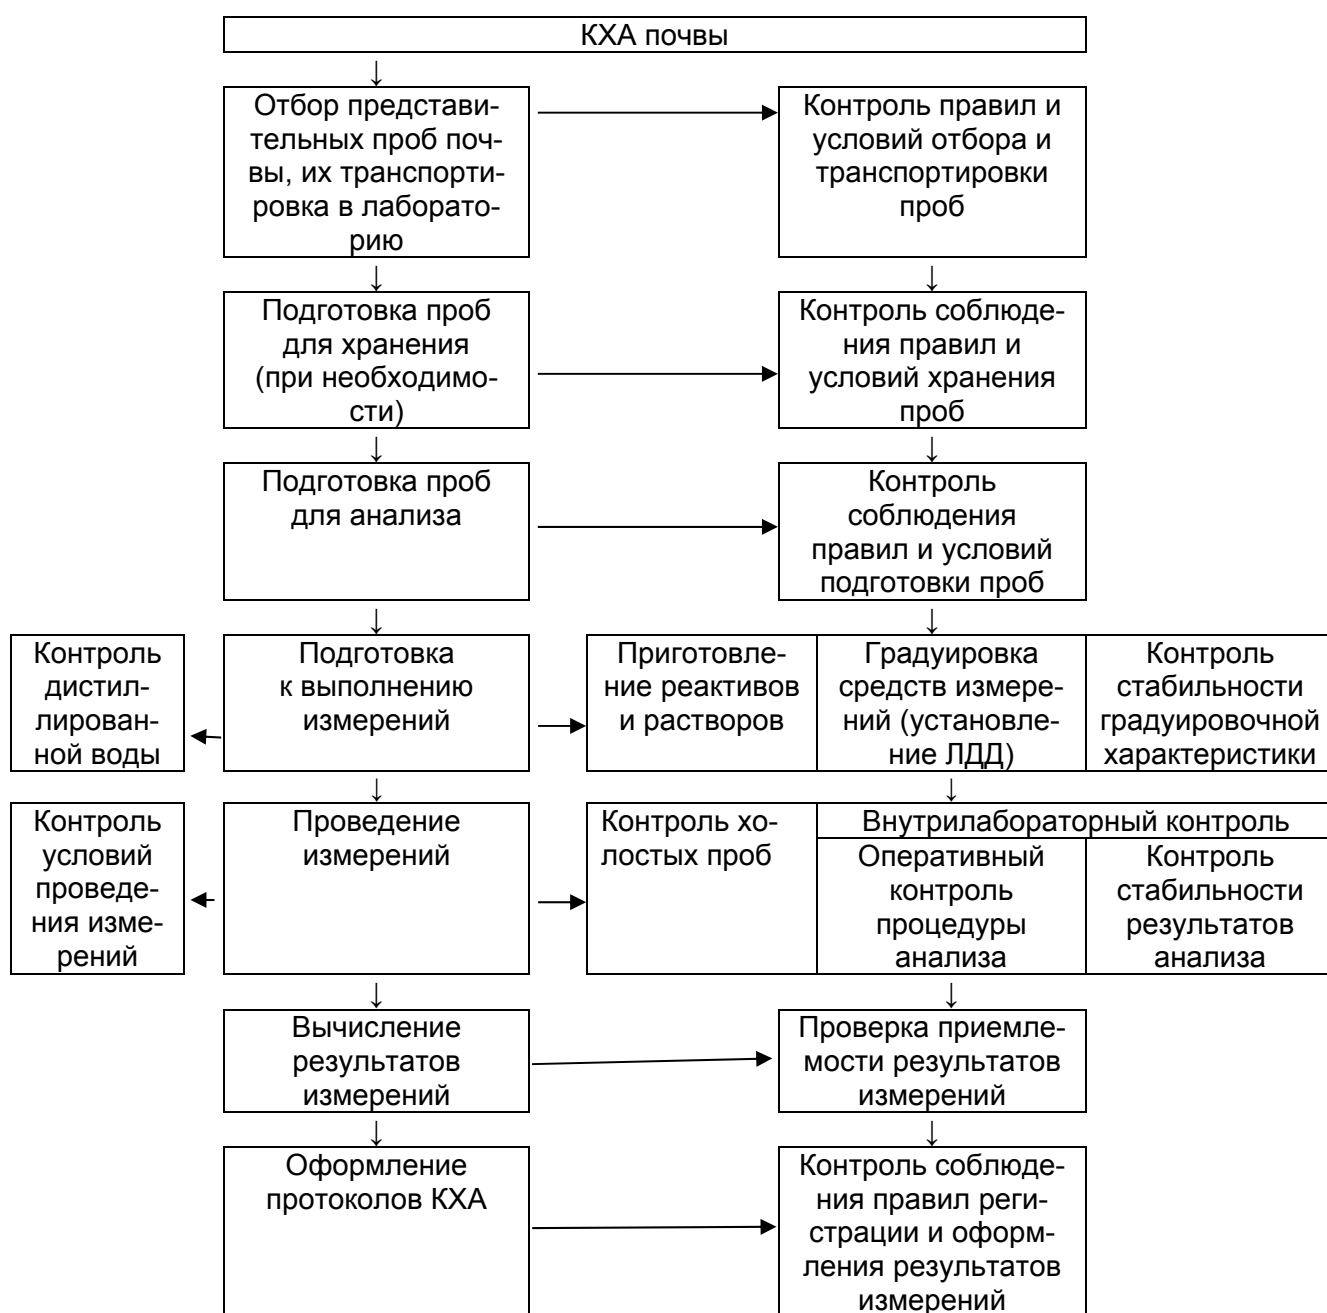 КХА почвы
↓
Отбор представи-
тельных проб поч-
вы, их транспорти-
ровка в лаборато-
рию
Контроль правил и
условий отбора и
транспортировки
проб
↓
↓
Подготовка проб
для хранения
(при необходимо-
сти)
Контроль соблюде-
ния правил и
условий хранения
проб
↓
↓
Подготовка проб
для анализа
Контроль
соблюдения
правил и условий
подготовки проб
↓
↓
Контроль
дистил-
лирован-
ной воды
Подготовка
к выполнению
измерений
Приготовле-
ние реактивов
и растворов
Градуировка
средств измере-
ний (установле-
ние ЛДД)
Контроль
стабильности
градуировочной
характеристики
↓
↓
Контроль
условий
проведе-
ния изме-
рений
Проведение
измерений
Контроль хо-
лостых проб
Внутрилабораторный контроль
Оперативный
контроль
процедуры
анализа
Контроль
стабильности
результатов
анализа
↓
↓
Вычисление
результатов
измерений
Проверка приемле-
мости результатов
измерений
↓
↓
Оформление
протоколов КХА
Контроль соблюде-
ния правил реги-
страции и оформ-
ления результатов
измерений